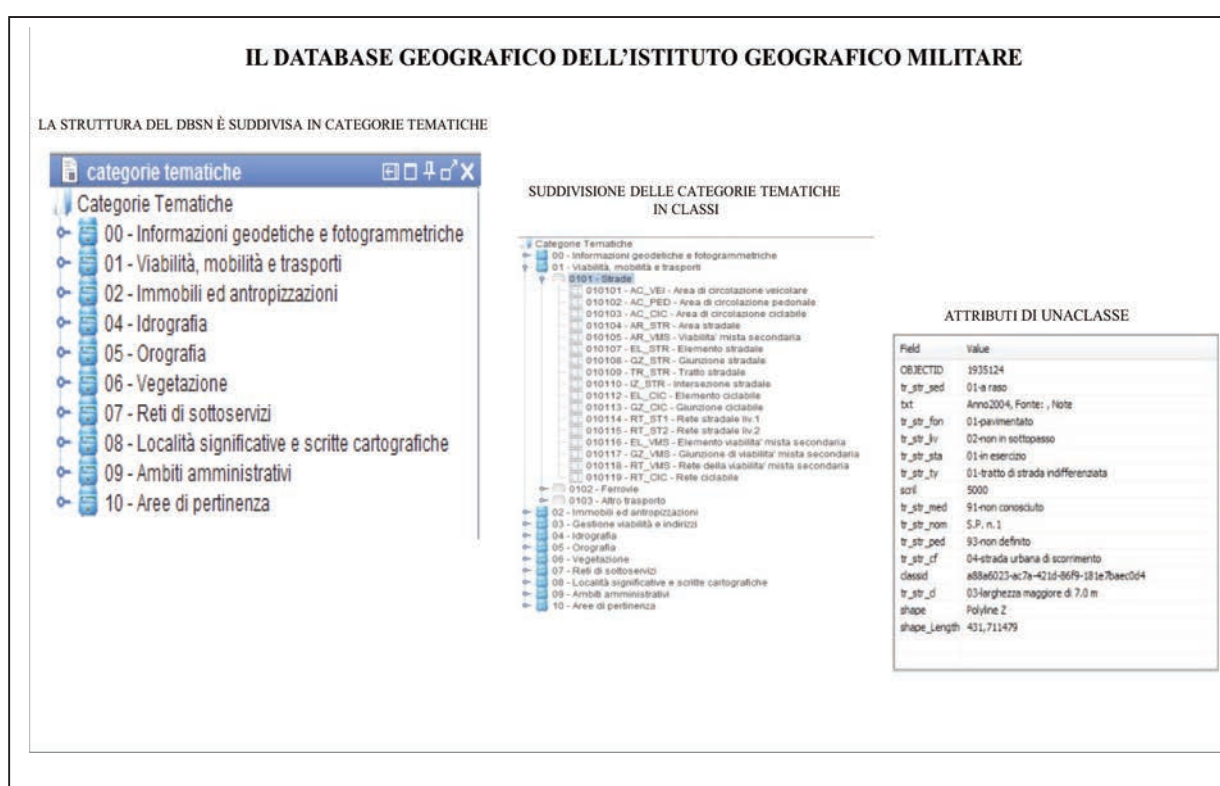 IL DATABASE GEOGRAFICO DELL'ISTITUTO GEOGRAFICO MILITARE
LA STRUTTURA DEL DBSN È SUDDIVISA IN CATEGORIE TEMATICHE
categorie tematiche
Categorie Tematiche
00 - Informazioni geodetiche e fotogrammetriche
01 - Viabilità, mobilità e trasporti
02 - Immobili ed antropizzazioni
04 - Idrografia
05 - Orografia
06 - Vegetazione
07 - Reti di sottoservizi
08 - Località significative e scritte cartografiche
09 - Ambiti amministrativi
10 - Aree di pertinenza
SUDDIVISIONE DELLE CATEGORIE TEMATICHE
IN CLASSI
Categorie Tematiche
00 - Informazioni geodetiche e fotogrammetriche
01 - Viabilità, mobilità e trasporti
0101 - Strade
010101 - AC_VEI - Area di circolazione veicolare
010102 - AC_PED - Area di circolazione pedonale
010103 - AC_CIC - Area di circolazione ciclabile
010104 - AR_STR - Area stradale
010105 - AR_VMS - Viabilita' mista secondaria
010107 - EL_STR - Elemento stradale
010108 - GZ_STR - Giunzione stradale
010109 - TR_STR - Tratto stradale
010110 - IZ_STR - Intersezione stradale
010112 - EL_CIC - Elemento ciclabile
010113 - GZ_CIC - Giunzione ciclabile
010114 - RT_ST1 - Rete stradale liv.1
010115 - RT_ST2 - Rete stradale liv.2
010116 - EL_VMS - Elemento viabilita' mista secondaria
010117 - GZ_VMS - Giunzione di viabilita' mista secondaria
010118 - RT_VMS - Rete della viabilita' mista secondaria
010119 - RT_CIC - Rete ciclabile
0102 - Ferrovie
0103 - Altro trasporto
02 - Immobili ed antropizzazioni
03 - Gestione viabilità e indirizzi
04 - Idrografia
05 - Orografia
06 - Vegetazione
07 - Reti di sottoservizi
08 - Località significative e scritte cartografiche
09 - Ambiti amministrativi
10 - Aree di pertinenza
ATTRIBUTI DI UNACLASSE
Field Value
OBJECTID 1935124
tr_str_sed 01-a raso
txt Anno2004, Fonte: , Note
tr_str_fon 01-pavimentato
tr_str_liv 02-non in sottopasso
tr_str_sta 01-in esercizio
tr_str_ty 01-tratto di strada indifferenziata
scril 5000
tr_str_med 91-non conosciuto
tr_str_nom S.P. n.1
tr_str_ped 93-non definito
tr_str_cf 04-strada urbana di scorrimento
classid a88a6023-ac7a-421d-86f9-181e7baec0d4
tr_str_cl 03-larghezza maggiore di 7.0 m
shape Polyline Z
shape_Length 431,711479